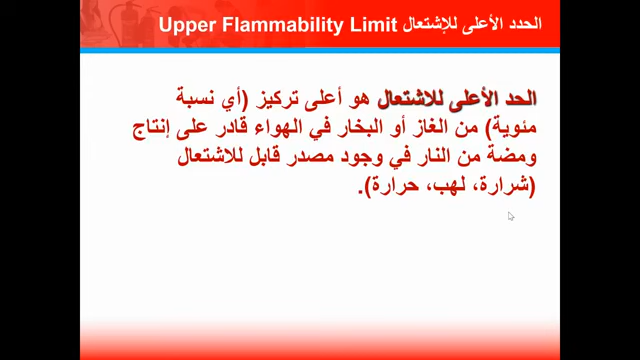 الحدد الأعلى للإشتعال Upper Flammability Limit
الحد الأعلى للاشتعال هو أعلى تركيز (أي نسبة
مئوية) من الغاز أو البخار في الهواء قادر على إنتاج
ومضة من النار في وجود مصدر قابل للاشتعال
(شرارة، لهب، حرارة).